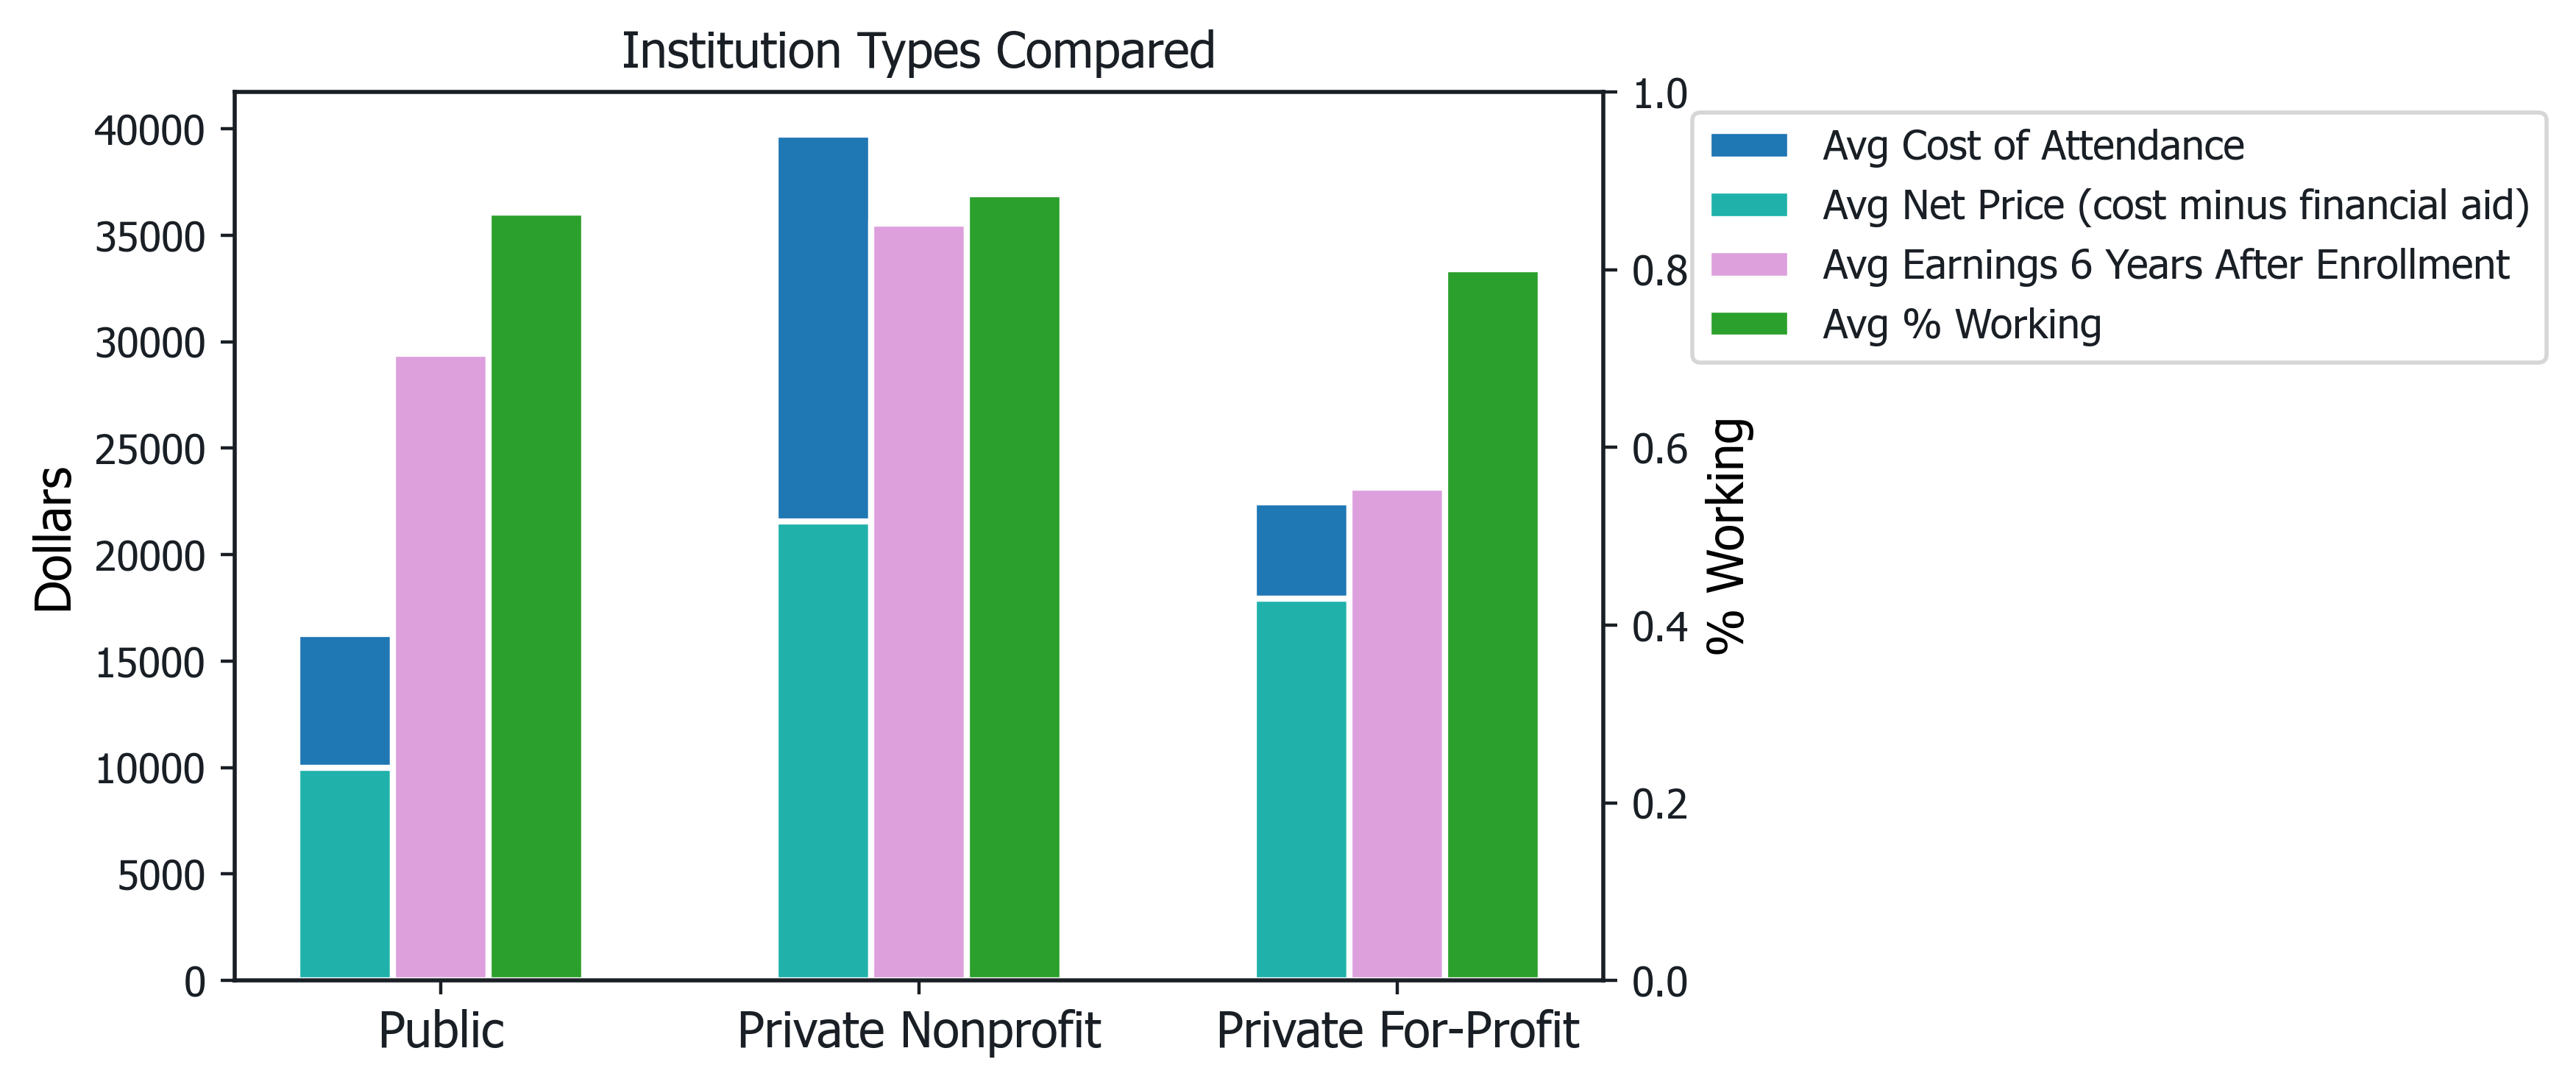 Institution Types Compared
40000
35000
30000
25000
20000
15000
10000
5000
0
Dollars
1.0
0.8
0.6
0.4
0.2
0.0
% Working
Avg Cost of Attendance
Avg Net Price (cost minus financial aid)
Avg Earnings 6 Years After Enrollment
Avg % Working
Public
Private Nonprofit
Private For-Profit